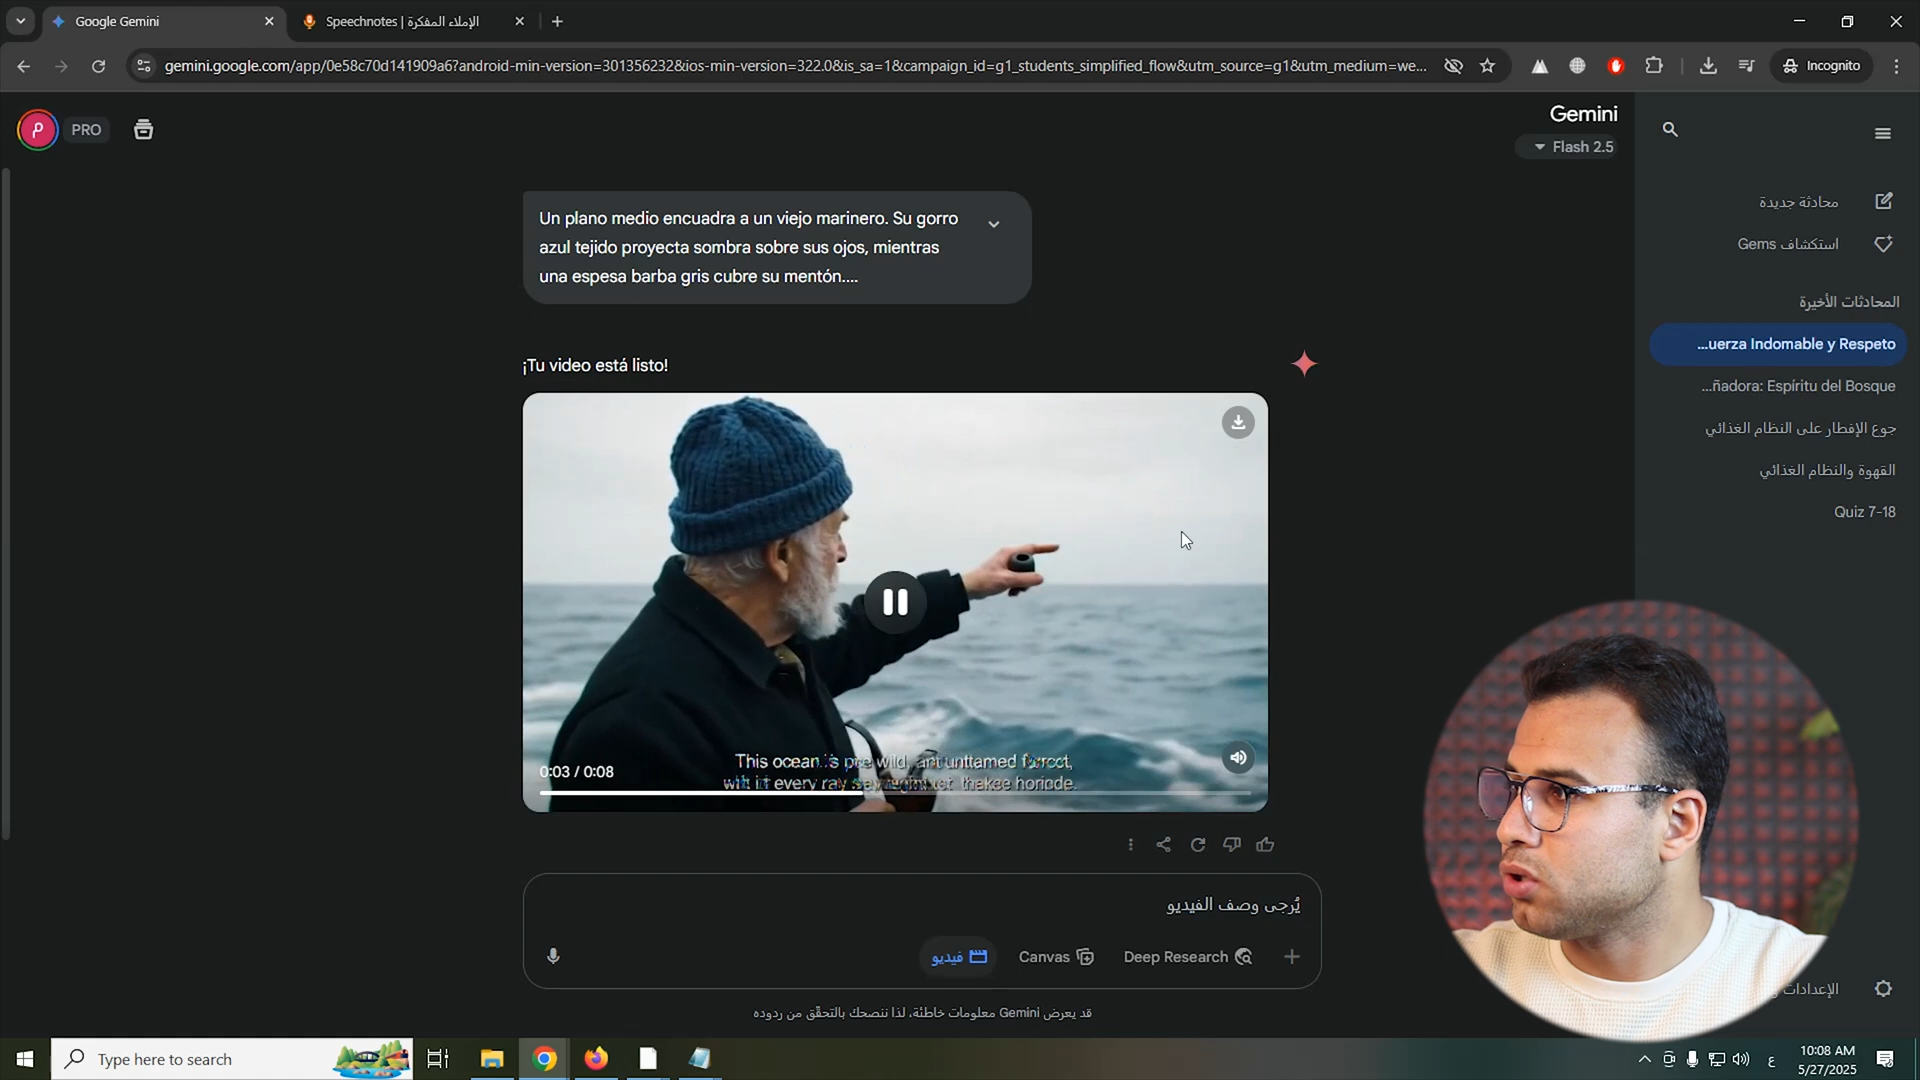 Google Gemini
Speechnotes | الإملاء المفكرة
gemini.google.com/app/0e58c70d141909a6?android-min-version=301356232&ios-min-version=322.0&is_sa=1&campaign_id=g1_students_simplified_flow&utm_source=g1&utm_medium=we...
Incognito
PRO
Gemini
Flash 2.5
Un plano medio encuadra a un viejo marinero. Su gorro
azul tejido proyecta sombra sobre sus ojos, mientras
una espesa barba gris cubre su mentón....
¡Tu video está listo!
This ocean
wild,
every
0:03 / 0:08
محادثة جديدة
استكشاف Gems
المحادثات الأخيرة
...uerza Indomable y Respeto
...ñadora: Espíritu del Bosque
جوع الإفطار على النظام الغذائي
القهوة والنظام الغذائي
Quiz 7-18
يُرجى وصف الفيديو
فيديو
Canvas
Deep Research
قد يعرض Gemini معلومات خاطئة، لذا ننصحك بالتحقّق من ردوده
الإعدادات
Type here to search
ع
10:08 AM
5/27/2025